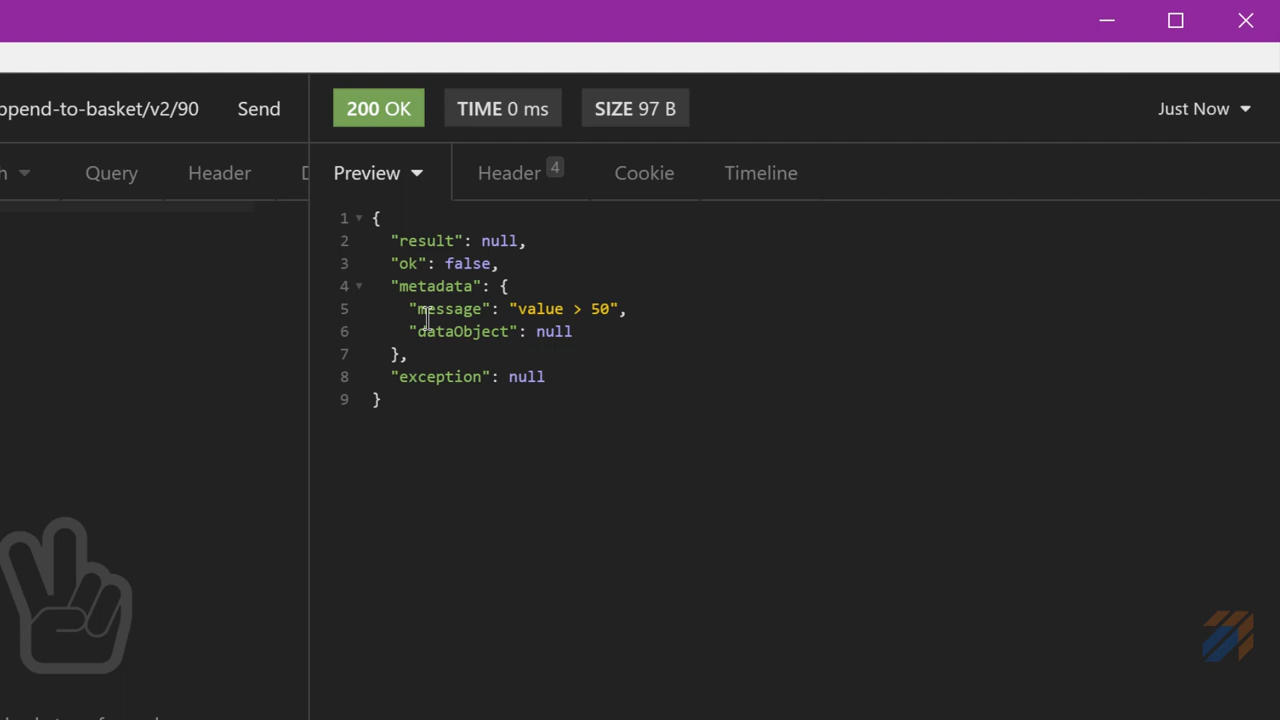 ppend-to-basket/v2/90 Send
200 OK TIME 0 ms SIZE 97 B Just Now
Query Header
Preview Header 4 Cookie Timeline
1 {
2 "result": null,
3 "ok": false,
4 "metadata": {
5 "message": "value > 50",
6 "dataObject": null
7 },
8 "exception": null
9 }